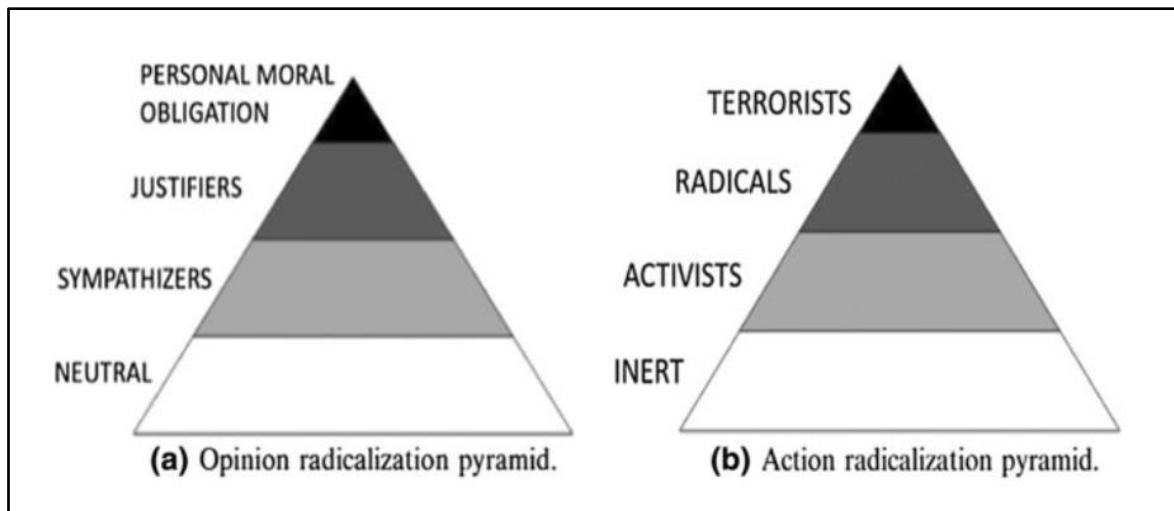 PERSONAL MORAL
OBLIGATION
JUSTIFIERS
SYMPATHIZERS
NEUTRAL
(a) Opinion radicalization pyramid.
TERRORISTS
RADICALS
ACTIVISTS
INERT
(b) Action radicalization pyramid.